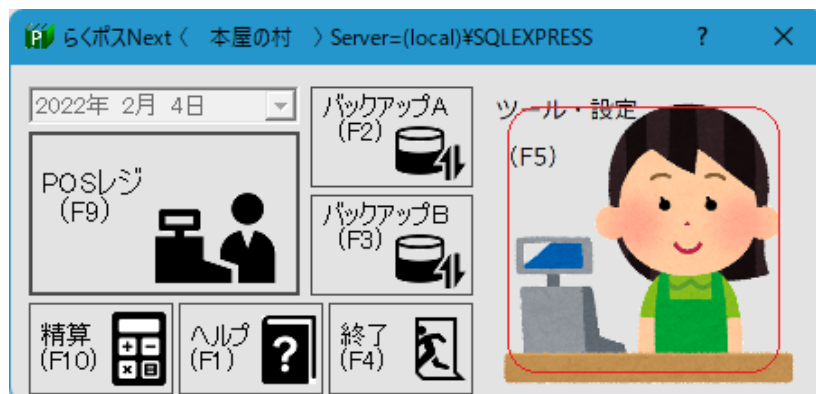 らくポスNext〈　本屋の村　〉Server=(local)¥SQLEXPRESS　?　×
2022年 2月 4日
POSレジ
(F9)
バックアップA
(F2)
バックアップB
(F3)
ツール・設定
(F5)
精算
(F10)
ヘルプ
(F1)
?
終了
(F4)